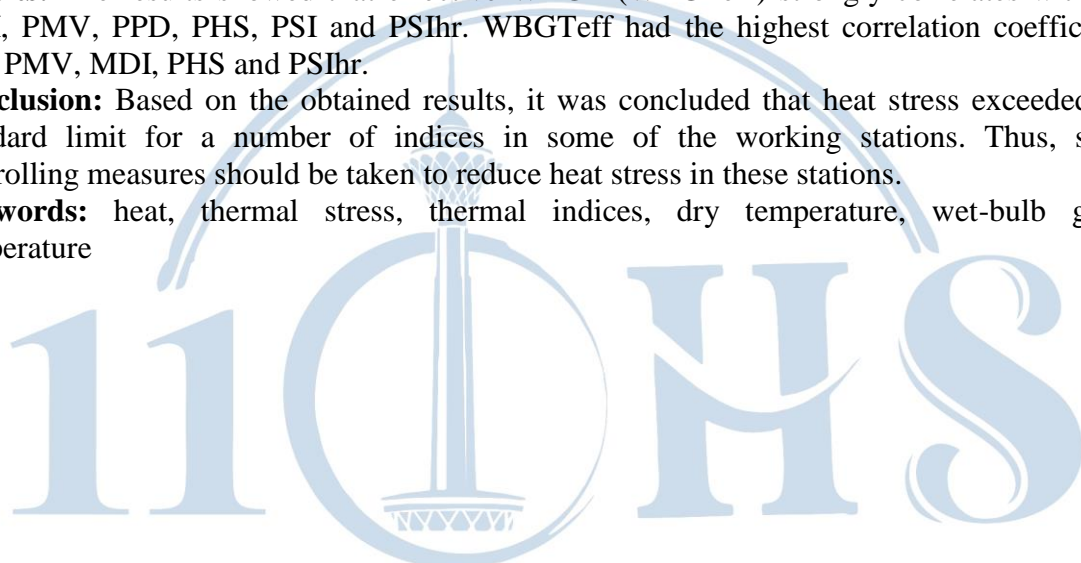 I, PMV, PPD, PHS, PSI and PSIhr. WBGTeff had the highest correlation coeffic
PMV, MDI, PHS and PSIhr.
clusion: Based on the obtained results, it was concluded that heat stress exceeded
dard limit for a number of indices in some of the working stations. Thus, s
rolling measures should be taken to reduce heat stress in these stations.
words: heat, thermal stress, thermal indices, dry temperature, wet-bulb g
perature
11 OHS